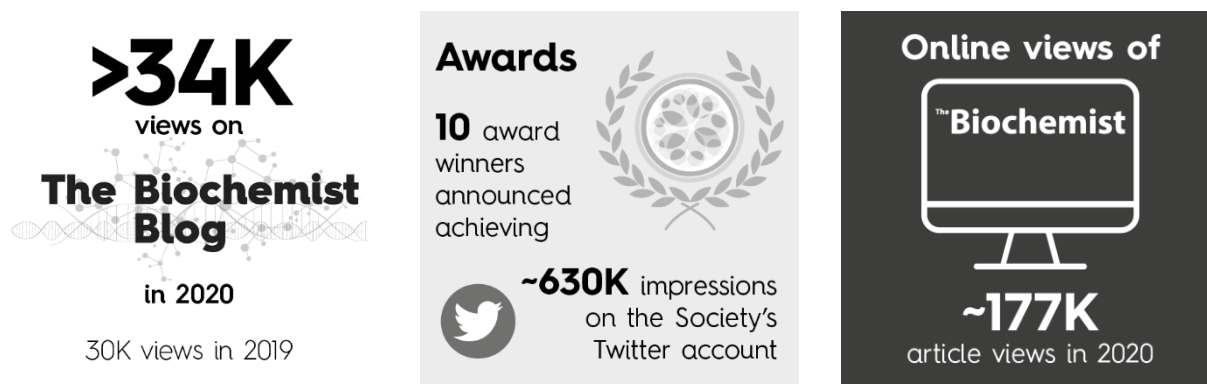 >34K
views on
The Biochemist
Blog
in 2020
30K views in 2019
Awards
10 award
winners
announced
achieving
~630K impressions
on the Society's
Twitter account
Online views of
The Biochemist
~177K
article views in 2020